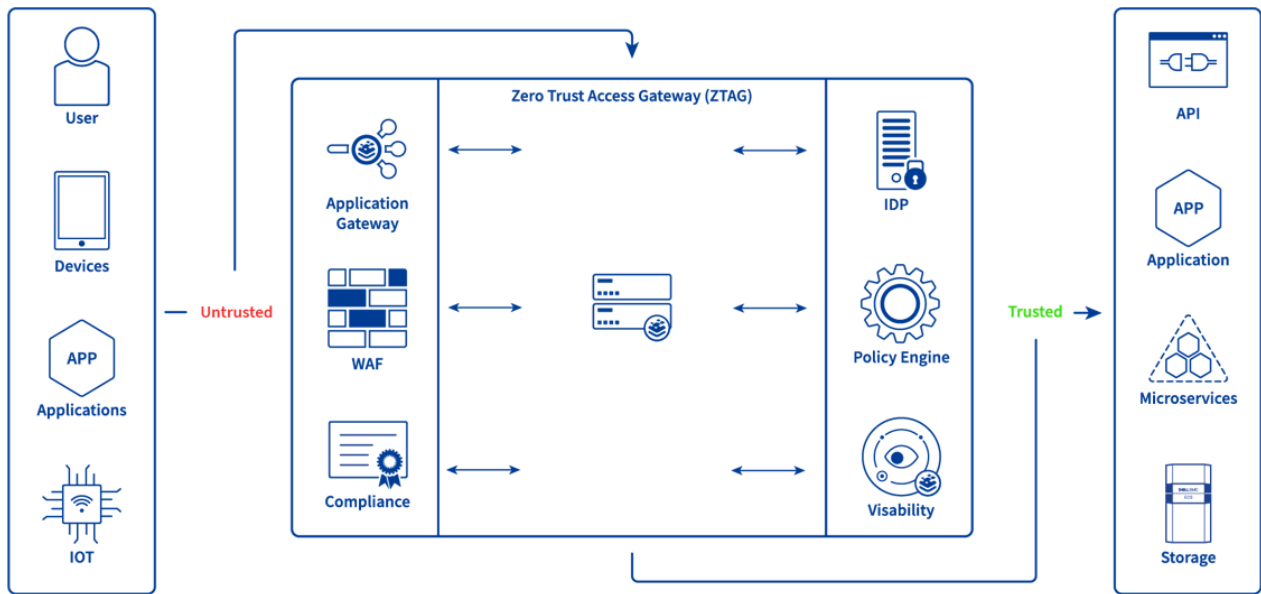 User
Devices
APP
Applications
IOT
Untrusted
Zero Trust Access Gateway (ZTAG)
Application
Gateway
WAF
Compliance
IDP
Policy Engine
Visability
Trusted
API
APP
Application
Microservices
Storage